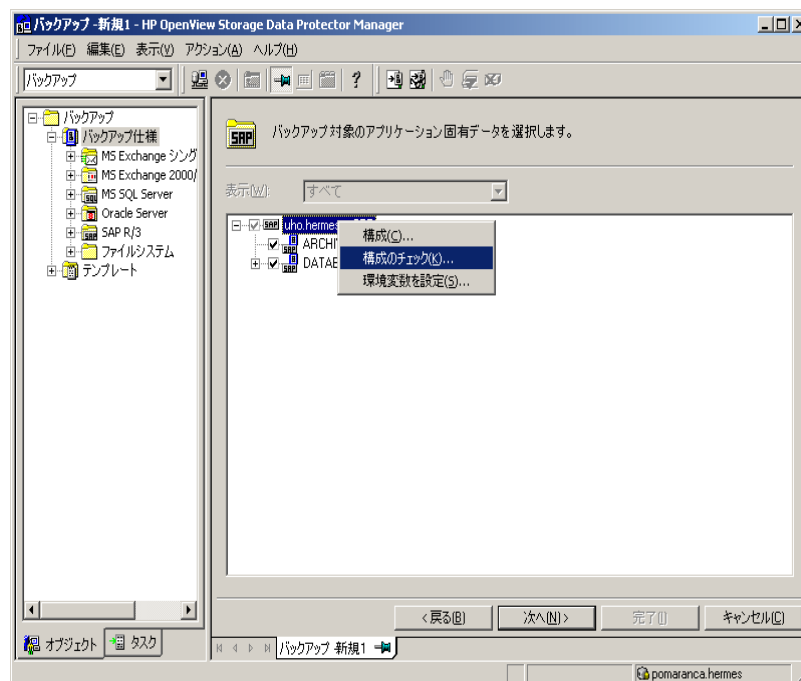 バックアップ -新規1 - HP OpenView Storage Data Protector Manager
ファイル(F) 編集(E) 表示(V) アクション(A) ヘルプ(H)
バックアップ
バックアップ
バックアップ仕様
MS Exchange シング
MS Exchange 2000/
MS SQL Server
Oracle Server
SAP R/3
ファイルシステム
テンプレート
SAP
バックアップ対象のアプリケーション固有データを選択します。
表示(W):
すべて
uho.hermes
ARCHI
DATAB
構成(C)...
構成のチェック(K)...
環境変数を設定(S)...
<戻る(B)
次へ(N)>
完了(I)
キャンセル(C)
オブジェクト
タスク
バックアップ 新規1
pomaranca.hermes